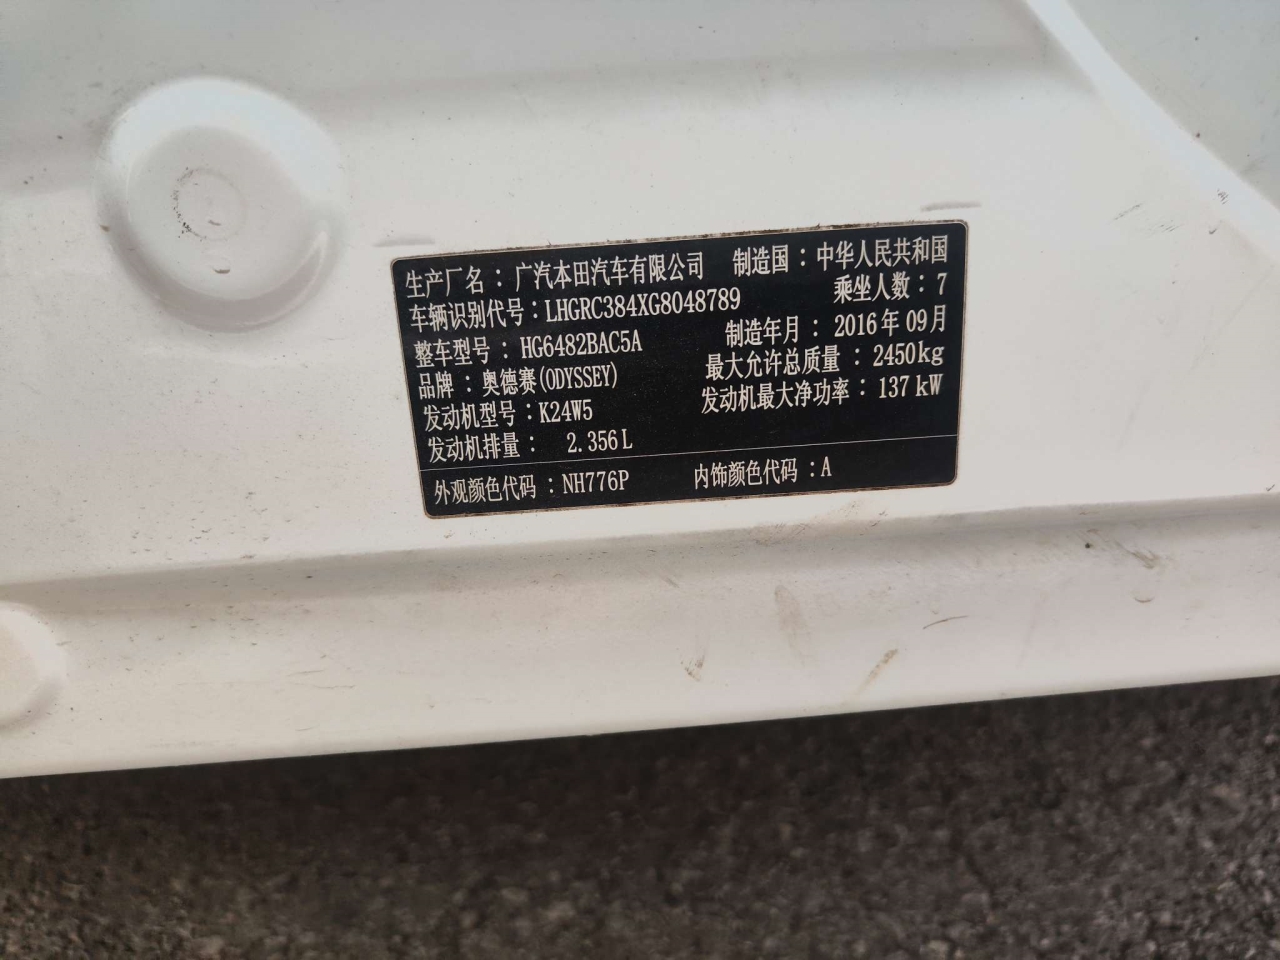 生产厂名：广汽本田汽车有限公司 制造国：中华人民共和国
车辆识别代号：LHGRC384XG8048789 乘坐人数：7
整车型号：HG6482BAC5A 制造年月：2016年09月
品牌：奥德赛(ODYSSEY) 最大允许总质量：2450kg
发动机型号：K24W5 发动机最大净功率：137kW
发动机排量：2.356L
外观颜色代码：NH776P 内饰颜色代码：A